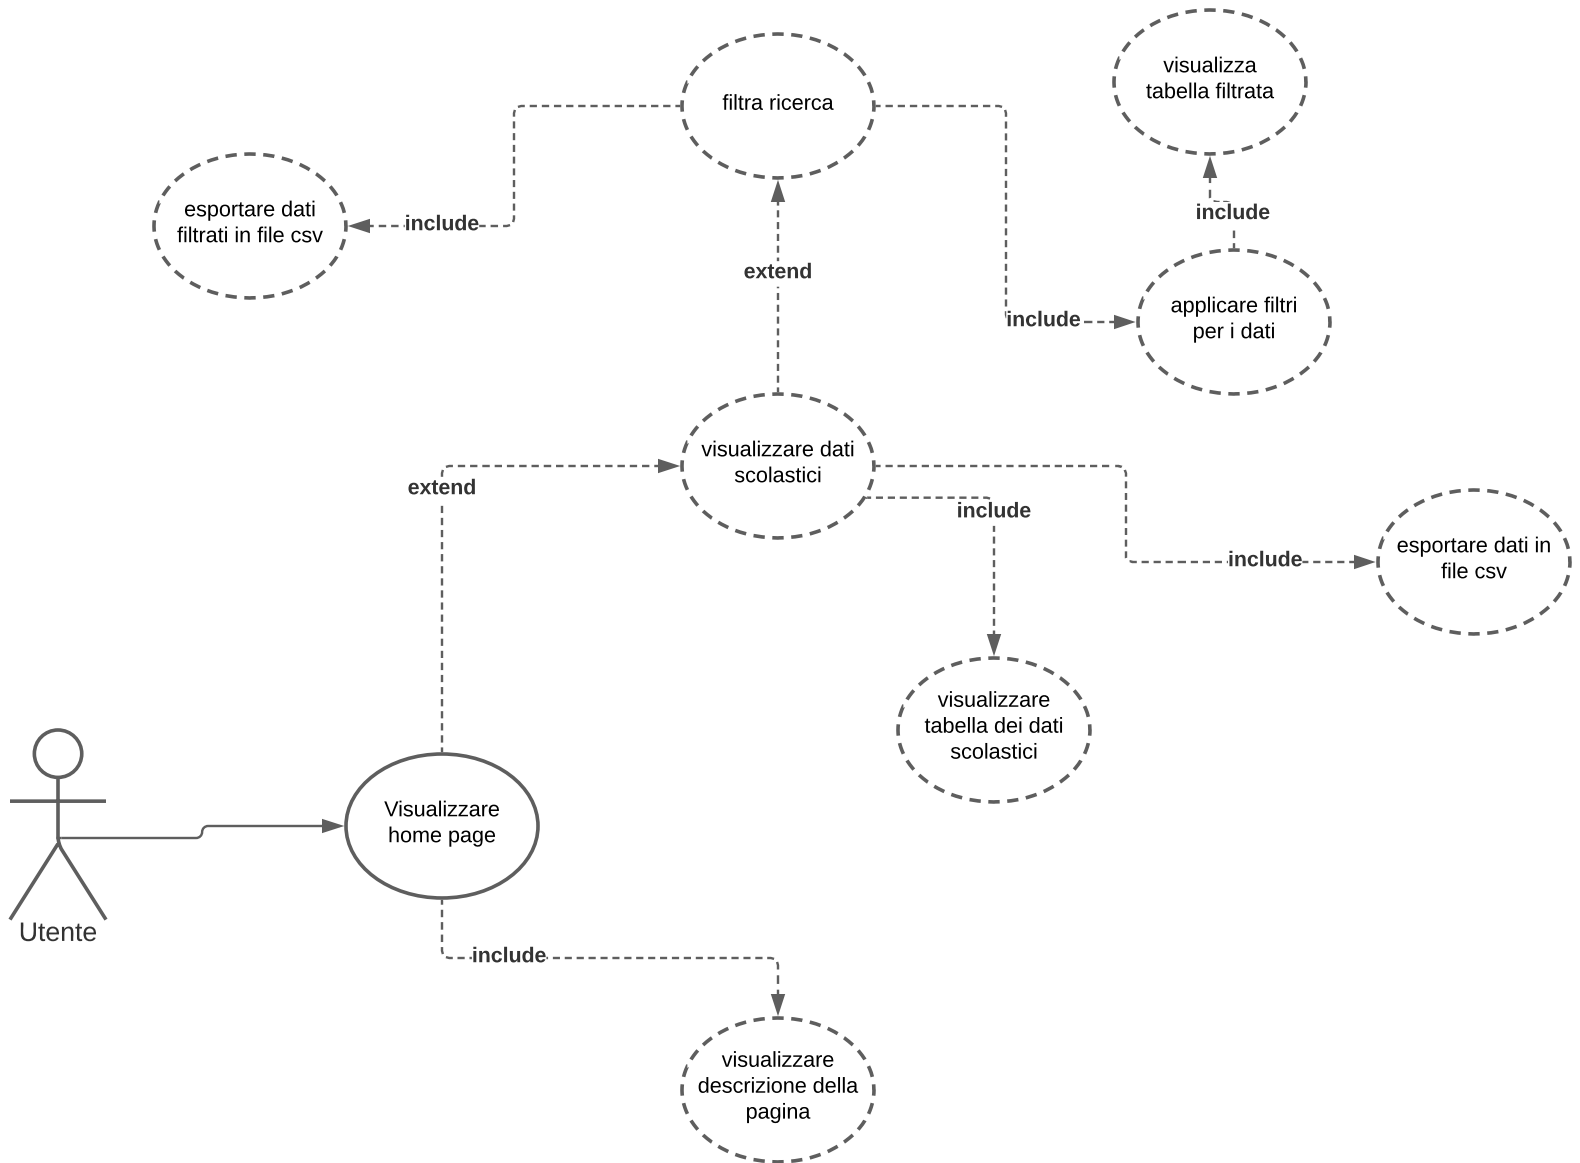 visualizza
tabella filtrata
filtra ricerca
esportare dati
filtrati in file csv
include
include
extend
applicare filtri
per i dati
include
visualizzare dati
scolastici
extend
include
esportare dati in
file csv
include
visualizzare
tabella dei dati
scolastici
Visualizzare
home page
Utente
include
visualizzare
descrizione della
pagina